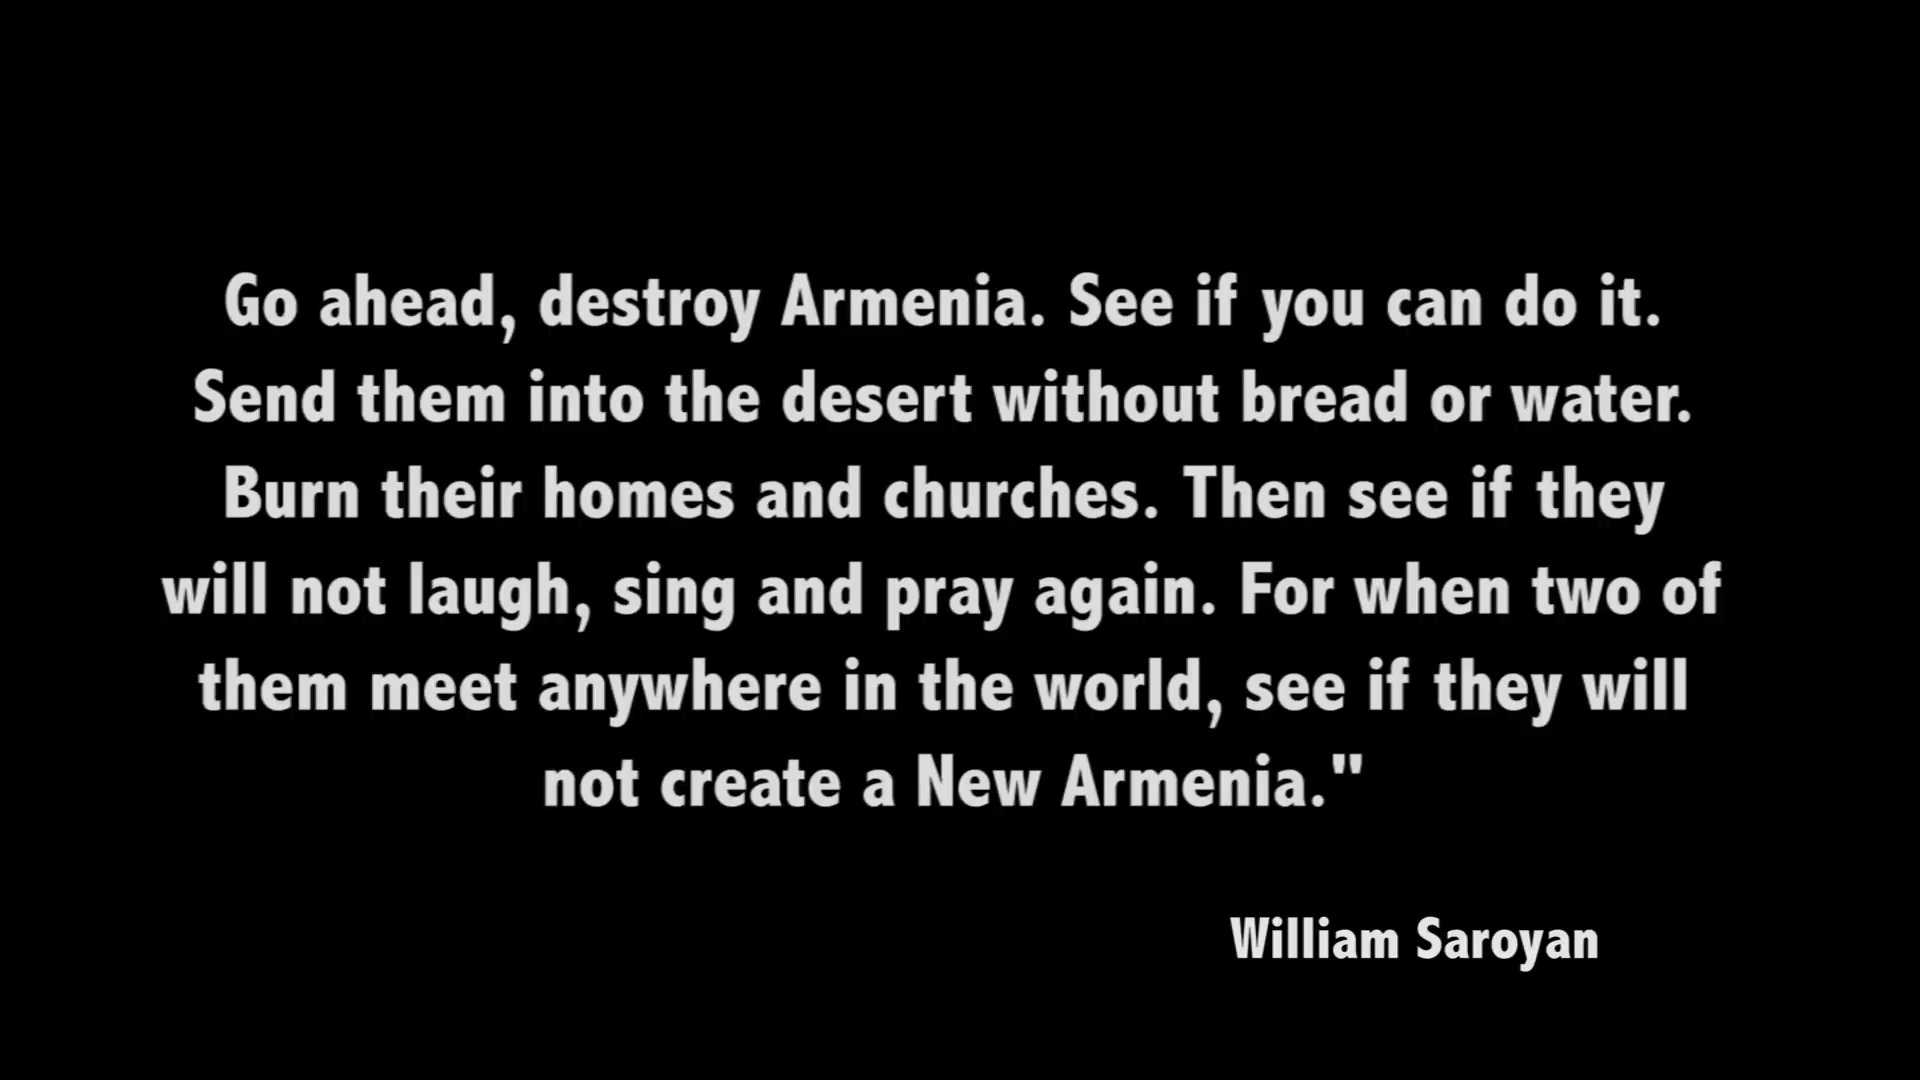 Go ahead, destroy Armenia. See if you can do it.
Send them into the desert without bread or water.
Burn their homes and churches. Then see if they
will not laugh, sing and pray again. For when two of
them meet anywhere in the world, see if they will
not create a New Armenia."
William Saroyan